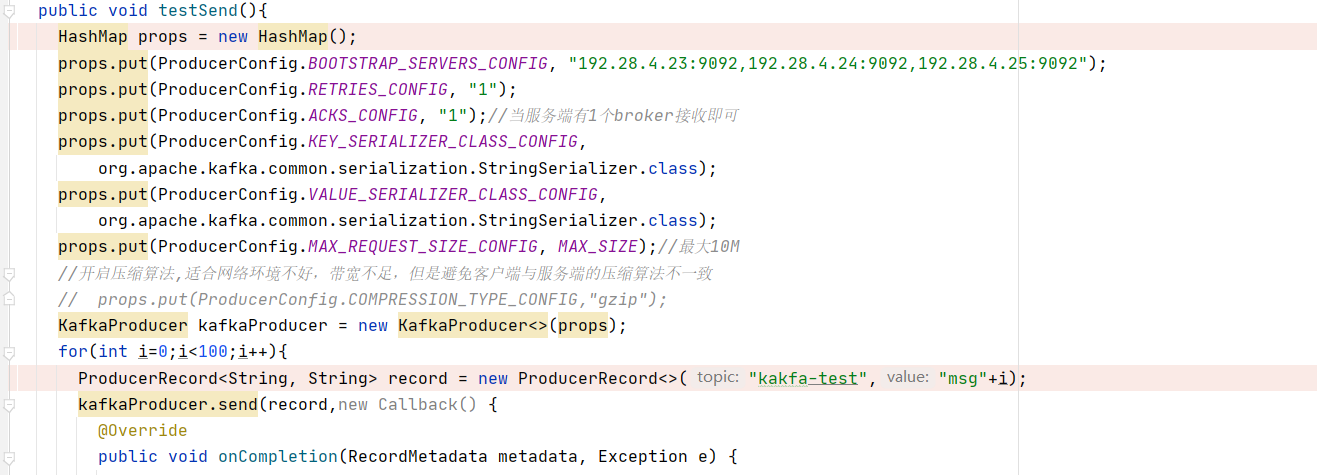 public void testSend(){
HashMap props = new HashMap();
props.put(ProducerConfig.BOOTSTRAP_SERVERS_CONFIG, "192.28.4.23:9092,192.28.4.24:9092,192.28.4.25:9092");
props.put(ProducerConfig.RETRIES_CONFIG, "1");
props.put(ProducerConfig.ACKS_CONFIG, "1");//当服务端有1个broker接收即可
props.put(ProducerConfig.KEY_SERIALIZER_CLASS_CONFIG,
org.apache.kafka.common.serialization.StringSerializer.class);
props.put(ProducerConfig.VALUE_SERIALIZER_CLASS_CONFIG,
org.apache.kafka.common.serialization.StringSerializer.class);
props.put(ProducerConfig.MAX_REQUEST_SIZE_CONFIG, MAX_SIZE);//最大10M
//开启压缩算法,适合网络环境不好，带宽不足，但是避免客户端与服务端的压缩算法不一致
//  props.put(ProducerConfig.COMPRESSION_TYPE_CONFIG,"gzip");
KafkaProducer kafkaProducer = new KafkaProducer<>(props);
for(int i=0;i<100;i++){
ProducerRecord<String, String> record = new ProducerRecord<>( topic: "kakfa-test", value: "msg"+i);
kafkaProducer.send(record,new Callback() {
@Override
public void onCompletion(RecordMetadata metadata, Exception e) {